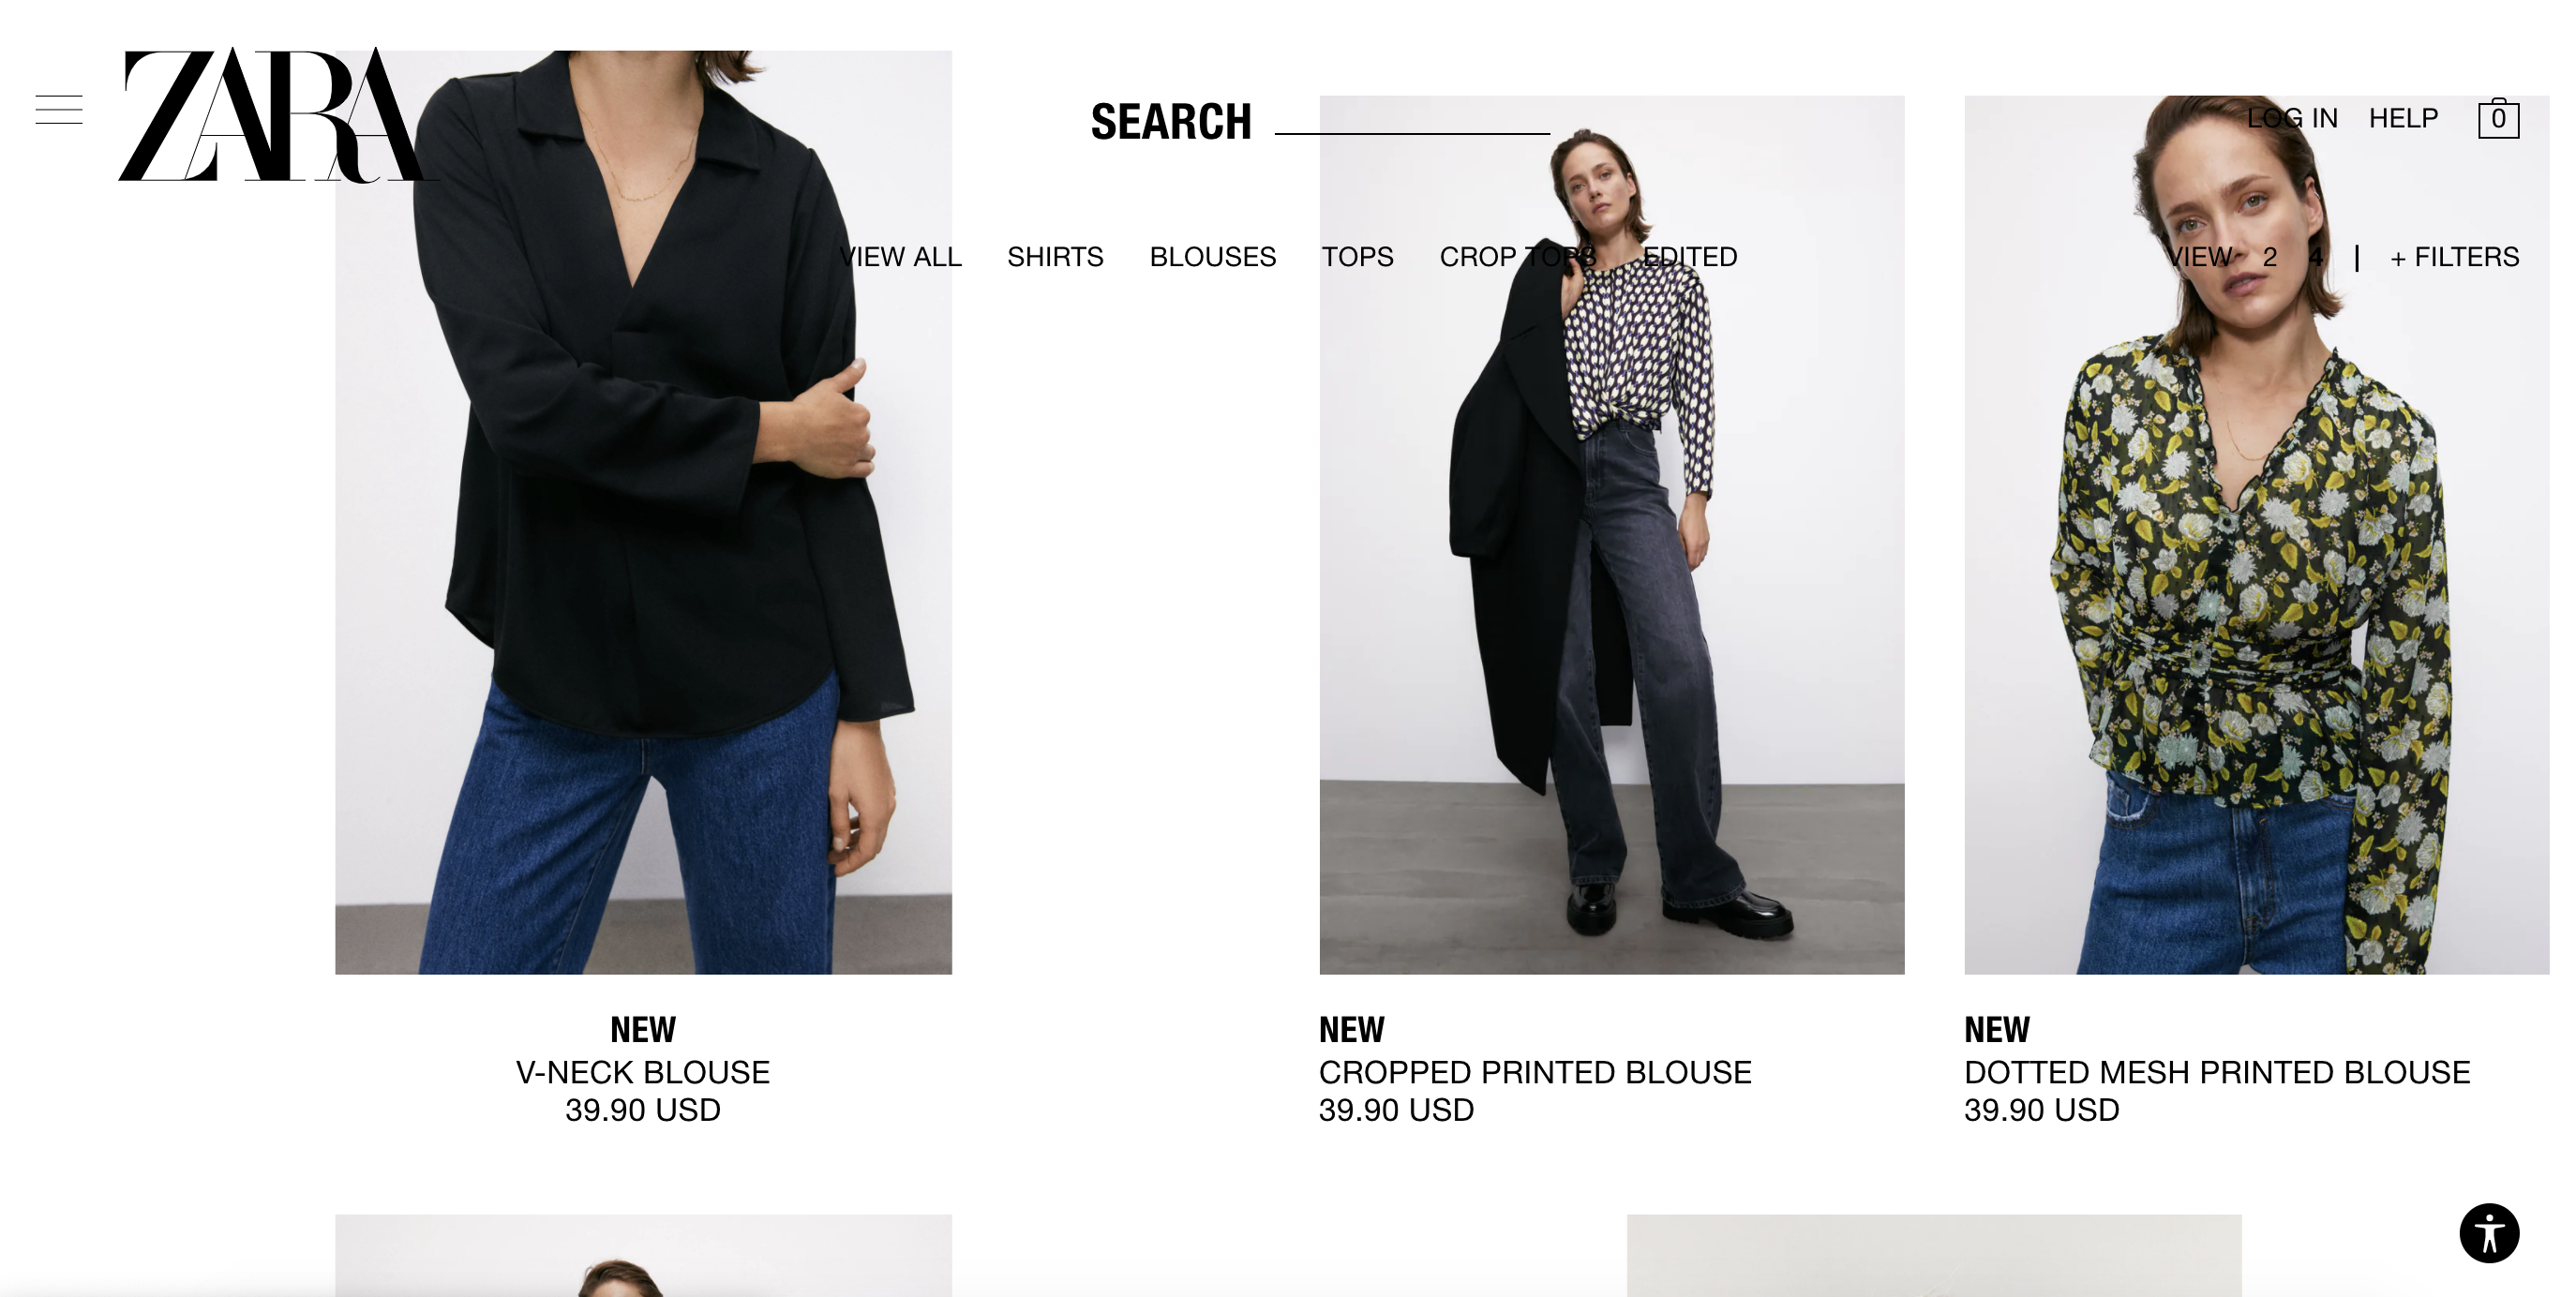 ZARA
SEARCH
LOG IN HELP 0
VIEW ALL SHIRTS BLOUSES TOPS CROP TOPS EDITED
VIEW 2 4 | + FILTERS
NEW
V-NECK BLOUSE
39.90 USD
NEW
CROPPED PRINTED BLOUSE
39.90 USD
NEW
DOTTED MESH PRINTED BLOUSE
39.90 USD